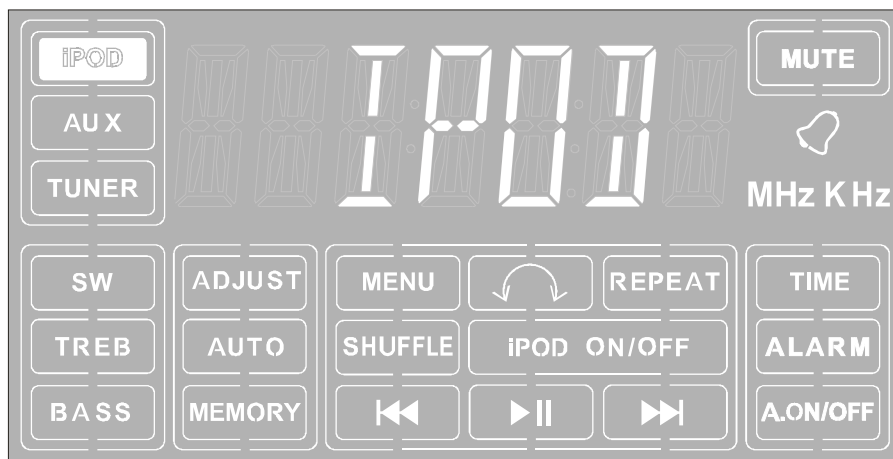 iPOD
IPOD
MUTE
AUX
TUNER
MHz KHz
SW
ADJUST
MENU
REPEAT
TIME
TREB
AUTO
SHUFFLE
iPOD ON/OFF
ALARM
BASS
MEMORY
A.ON/OFF